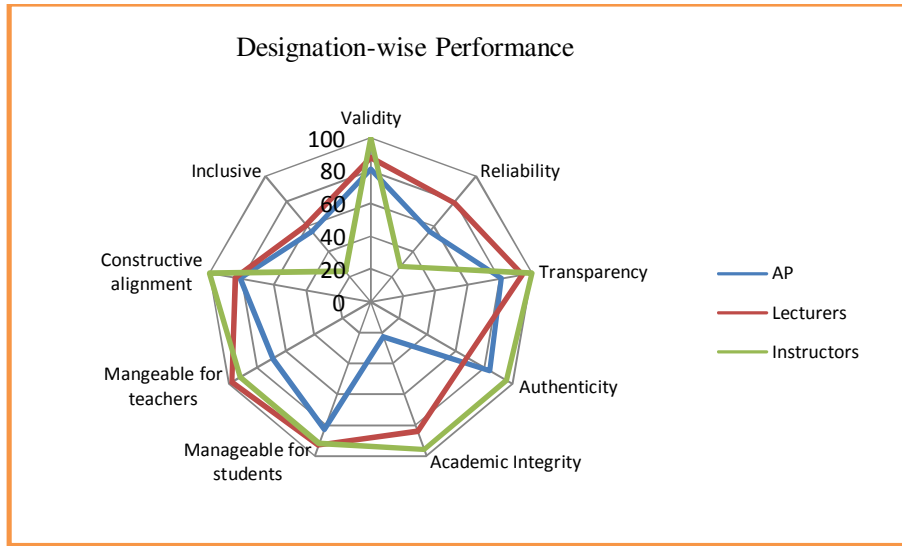 Designation-wise Performance
Validity
Reliability
Transparency
Authenticity
Academic Integrity
Manageable for
students
Mangeable for
teachers
Constructive
alignment
Inclusive
100
80
60
40
20
0
AP
Lecturers
Instructors